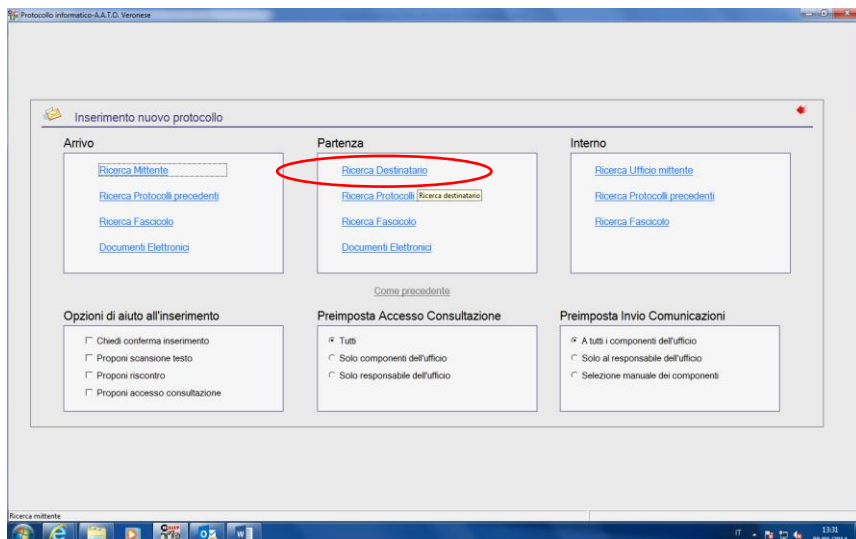 Protocollo informatico-A.A.T.O. Veronese
Inserimento nuovo protocollo
Arrivo
Ricerca Mittente
Ricerca Protocolli precedenti
Ricerca Fascicolo
Documenti Elettronici
Partenza
Ricerca Destinatario
Ricerca Protocolli
Ricerca destinatario
Ricerca Fascicolo
Documenti Elettronici
Interno
Ricerca Ufficio mittente
Ricerca Protocolli precedenti
Ricerca Fascicolo
Come precedente
Opzioni di aiuto all'inserimento
Chiedi conferma inserimento
Proponi scansione testo
Proponi riscontro
Proponi accesso consultazione
Preimposta Accesso Consultazione
Tutti
Solo componenti dell'ufficio
Solo responsabile dell'ufficio
Preimposta Invio Comunicazioni
A tutti i componenti dell'ufficio
Solo al responsabile dell'ufficio
Selezione manuale dei componenti
Ricerca mittente
IT
13:31